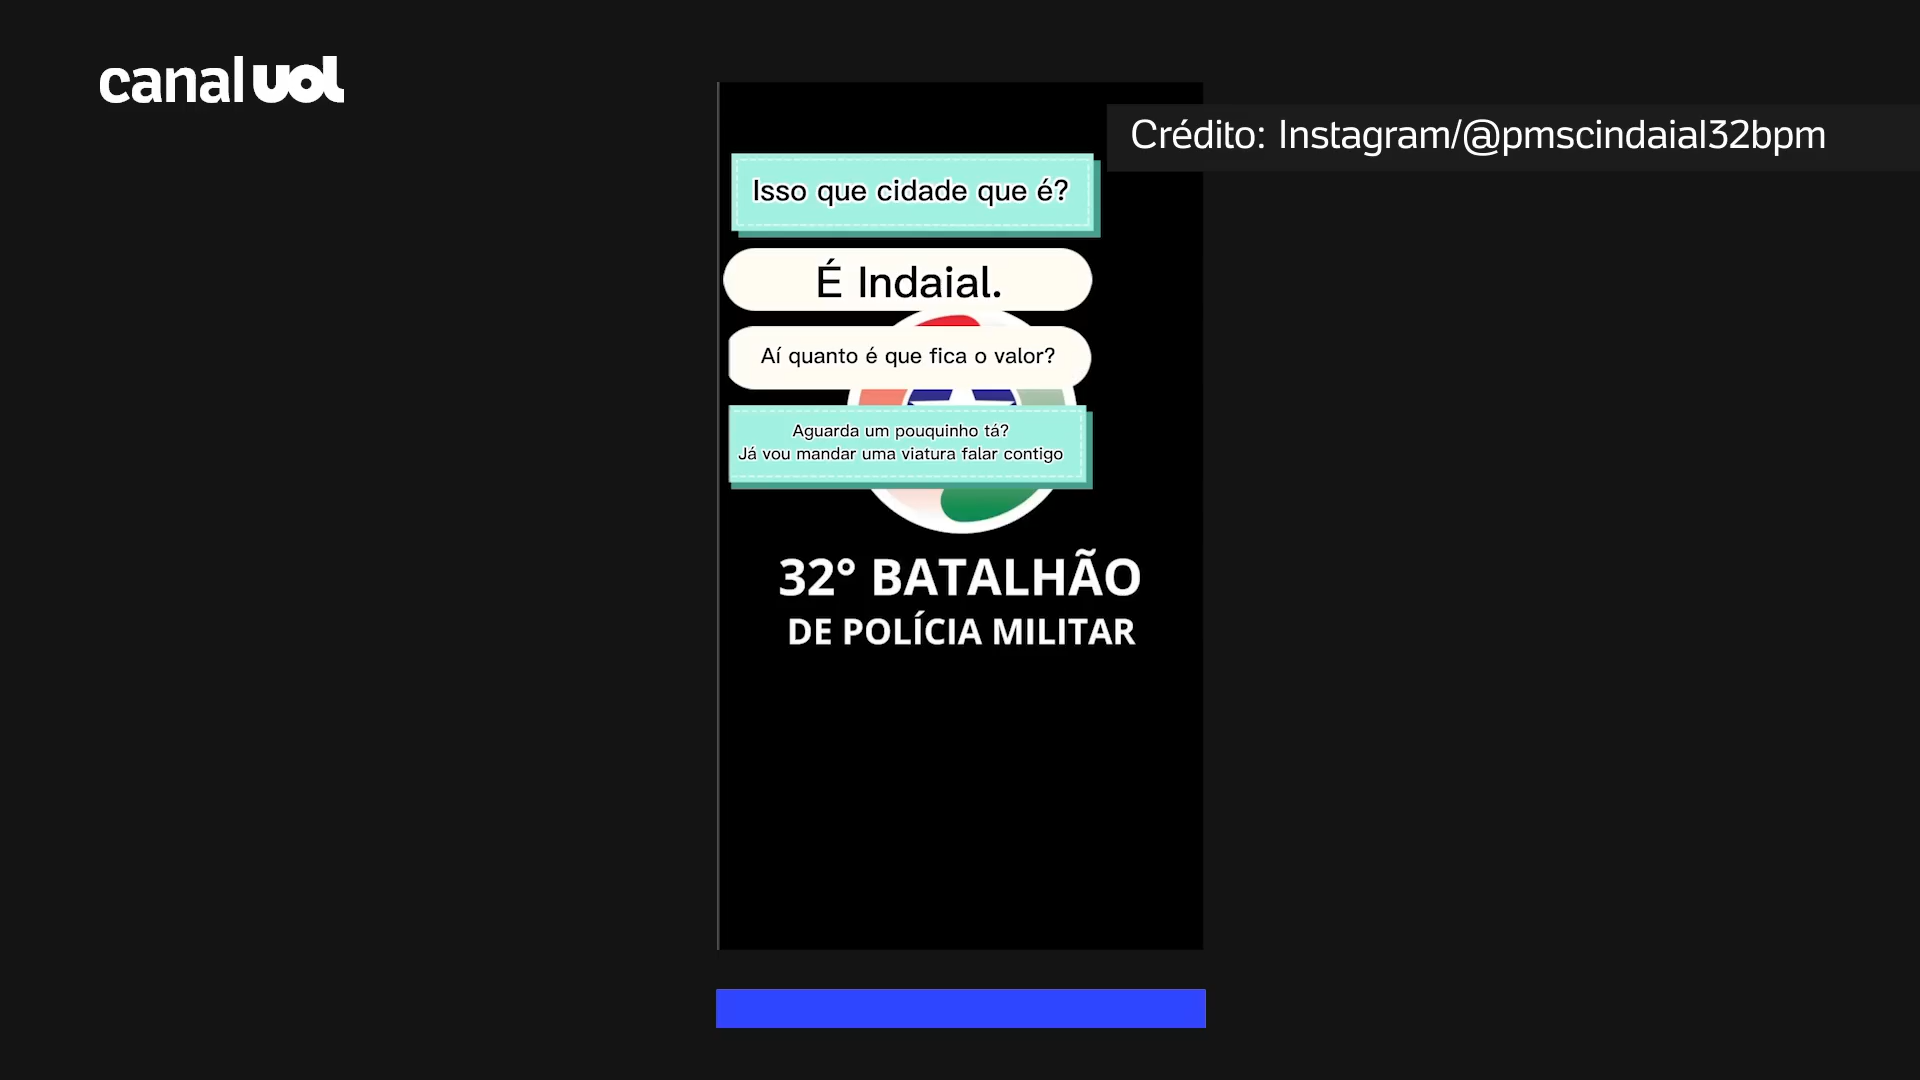 canal uol
Crédito: Instagram/@pmscindaial32bpm
Isso que cidade que é?
É Indaial.
Aí quanto é que fica o valor?
Aguarda um pouquinho tá?
Já vou mandar uma viatura falar contigo
32° BATALHÃO
DE POLÍCIA MILITAR